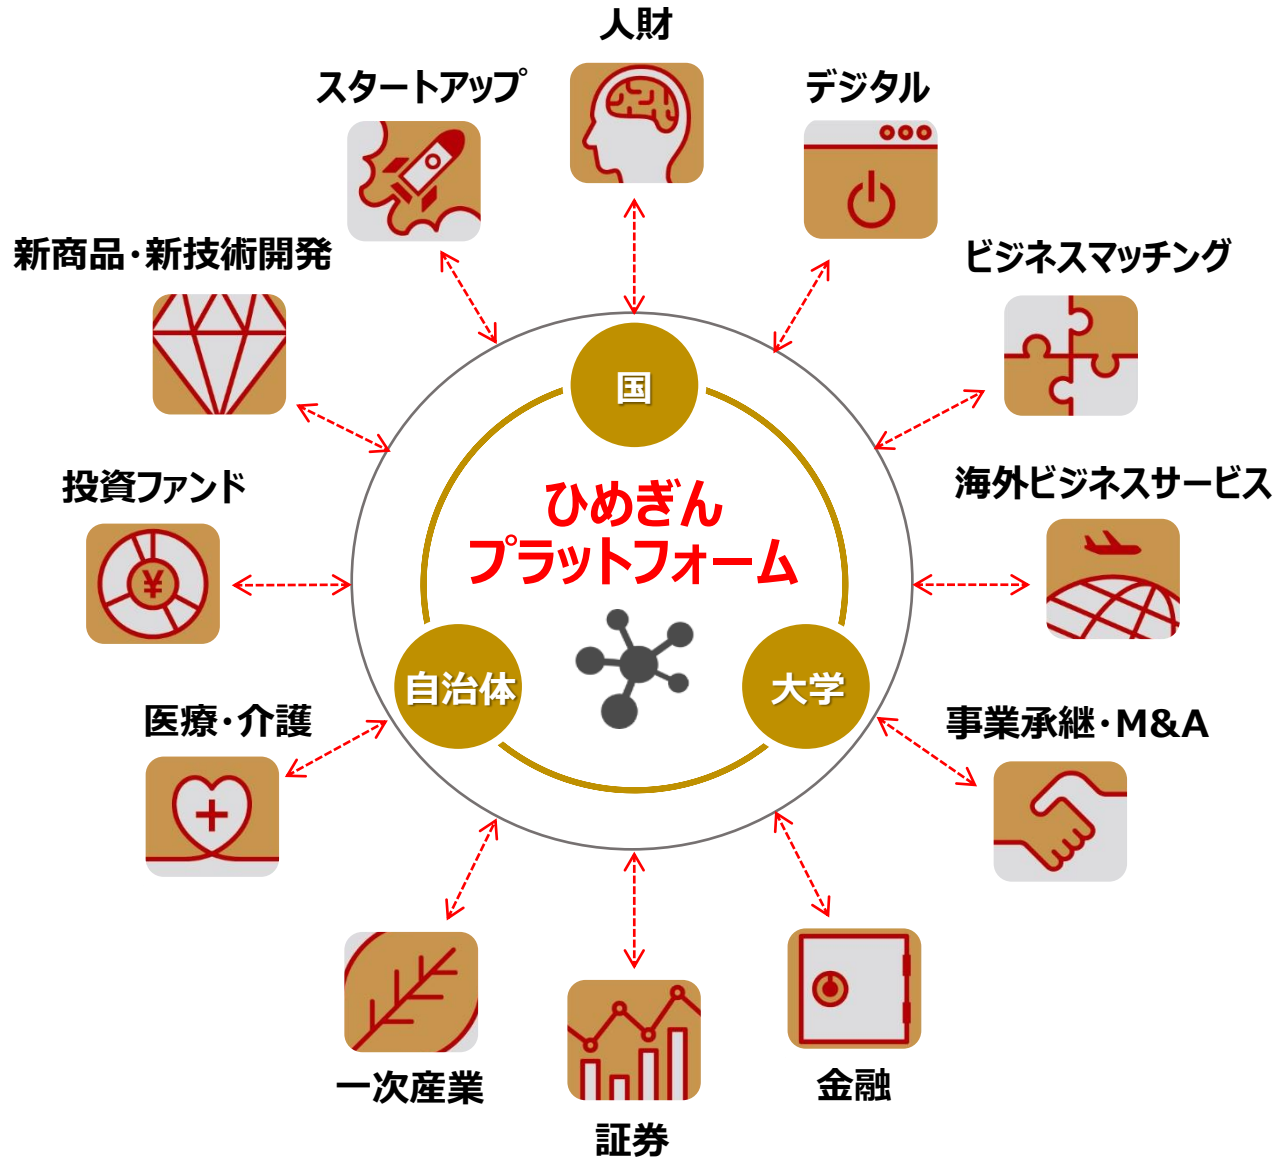 人財
スタートアップ
デジタル
新商品・新技術開発
ビジネスマッチング
国
投資ファンド
海外ビジネスサービス
ひめぎん
プラットフォーム
¥
自治体
大学
医療・介護
事業承継・M&A
一次産業
金融
証券